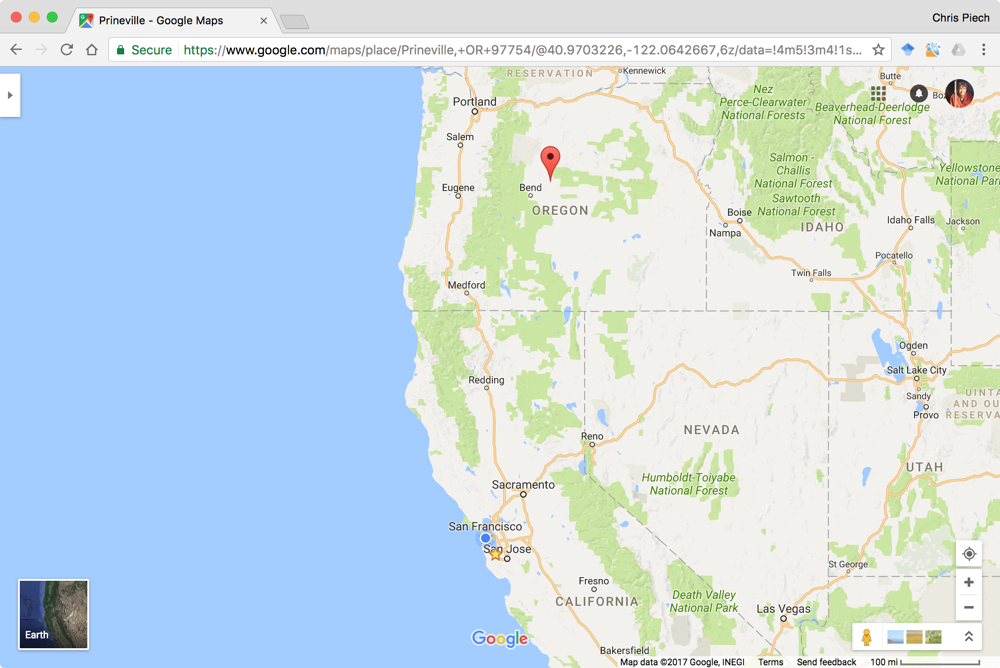 Prineville - Google Maps
Chris Piech
Secure
https://www.google.com/maps/place/Prineville,+OR+97754/@40.9703226,-122.0642667,6z/data=!4m5!3m4!1s...
RESERVATION
Kennewick
Butte
Nez
Perce-Clearwater
National Forests
Boz
Portland
Beaverhead-Deerlodge
National Forest
Salem
Salmon -
Challis
National Forest
Yellowstone
National Park
Eugene
Bend
Sawtooth
National Forest
OREGON
Boise
IDAHO
Idaho Falls
Jackson
Nampa
Pocatello
Twin Falls
Medford
Ogden
Salt Lake City
Redding
Sandy
UINTA
AND OU
RESERVA
Provo
NEVADA
Reno
UTAH
Humboldt-Toiyabe
National Forest
Sacramento
San Francisco
San Jose
St George
Fresno
CALIFORNIA
Death Valley
National Park
Las Vegas
Earth
Google
Bakersfield
Map data ©2017 Google, INEGI
Terms
Send feedback
100 mi